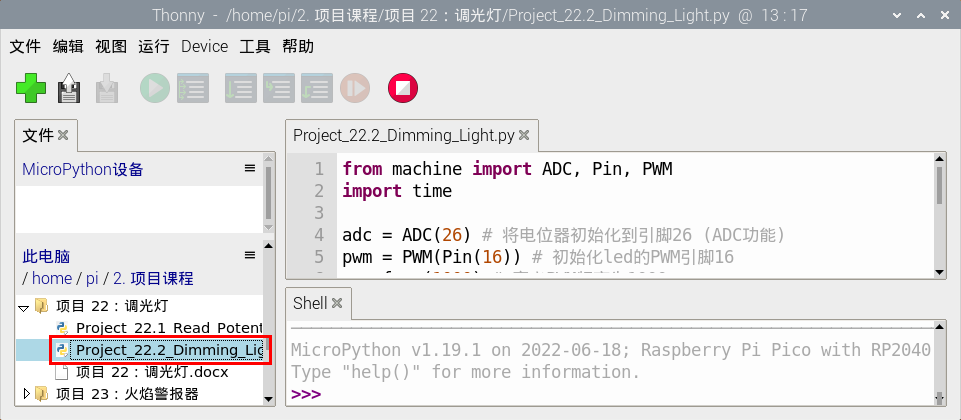 Thonny - /home/pi/2. 项目课程/项目 22：调光灯/Project_22.2_Dimming_Light.py @ 13 : 17
文件 编辑 视图 运行 Device 工具 帮助
文件
MicroPython设备
此电脑
/ home / pi / 2. 项目课程
项目 22：调光灯
Project_22.1_Read_Potent
Project_22.2_Dimming_Lig
项目 22：调光灯.docx
项目 23：火焰警报器
Project_22.2_Dimming_Light.py
1 from machine import ADC, Pin, PWM
2 import time
3
4 adc = ADC(26) # 将电位器初始化到引脚26 (ADC功能)
5 pwm = PWM(Pin(16)) # 初始化led的PWM引脚16
Shell
MicroPython v1.19.1 on 2022-06-18; Raspberry Pi Pico with RP2040
Type "help()" for more information.
>>>